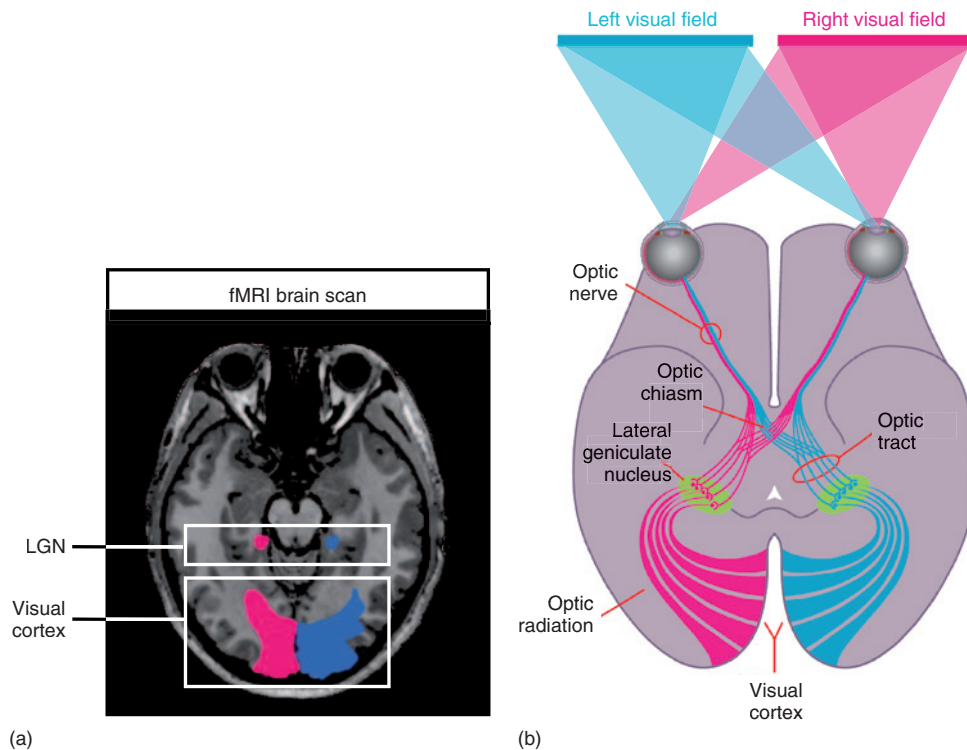 fMRI brain scan
LGN
Visual
cortex
(a)
Left visual field
Right visual field
Optic
nerve
Optic
chiasm
Lateral
geniculate
nucleus
Optic
tract
Optic
radiation
Visual
cortex
(b)